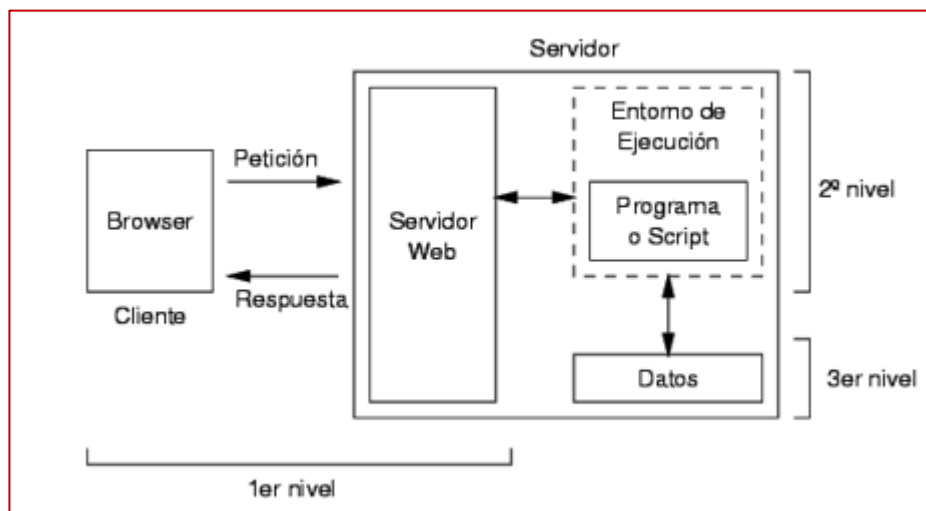 Servidor
Petición
Browser
Respuesta
Cliente
Servidor
Web
Entorno de
Ejecución
Programa
o Script
Datos
2º nivel
3er nivel
1er nivel